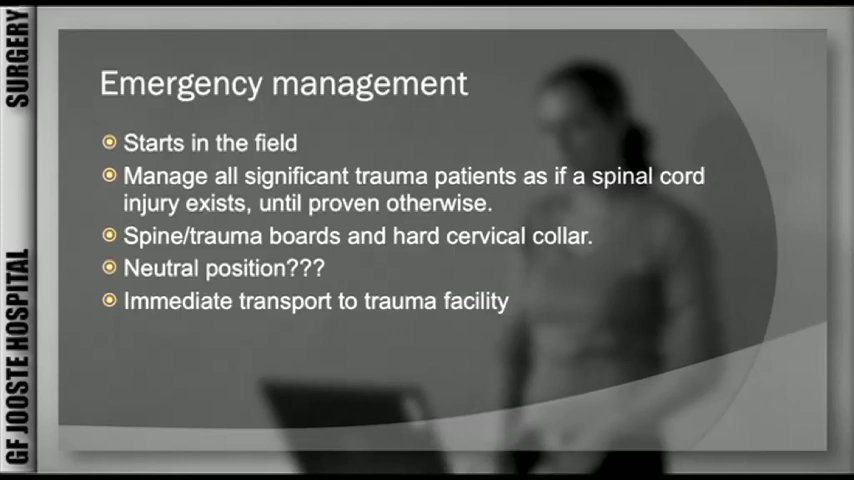 SURGERY
GF JOOSTE HOSPITAL
Emergency management
Starts in the field
Manage all significant trauma patients as if a spinal cord
injury exists, until proven otherwise.
Spine/trauma boards and hard cervical collar.
Neutral position???
Immediate transport to trauma facility